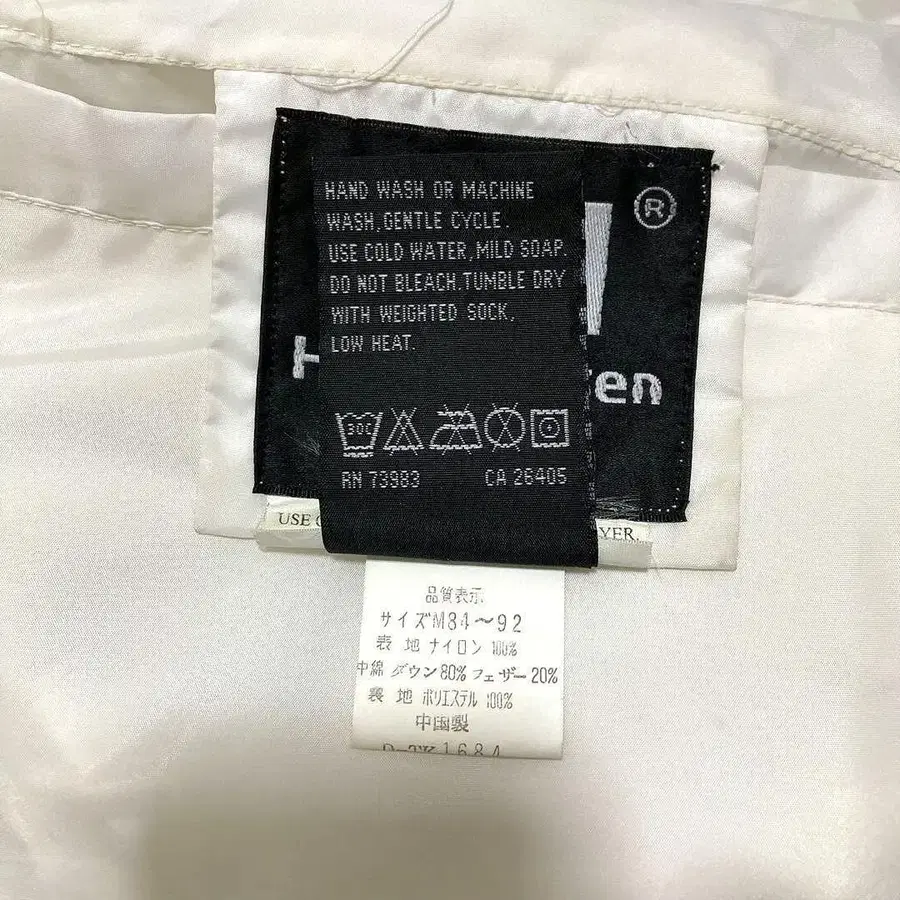 HAND WASH OR MACHINE
WASH, GENTLE CYCLE.
USE COLD WATER, MILD SOAP.
DO NOT BLEACH. TUMBLE DRY
WITH WEIGHTED SOCK,
LOW HEAT.
®
30C
RN 73983 CA 26405
USE
品質表示
サイズM84～92
表 地 ナイロン 100%
中綿 ダウン80% フェザー20%
裏 地 ポリエステル 100%
中国製